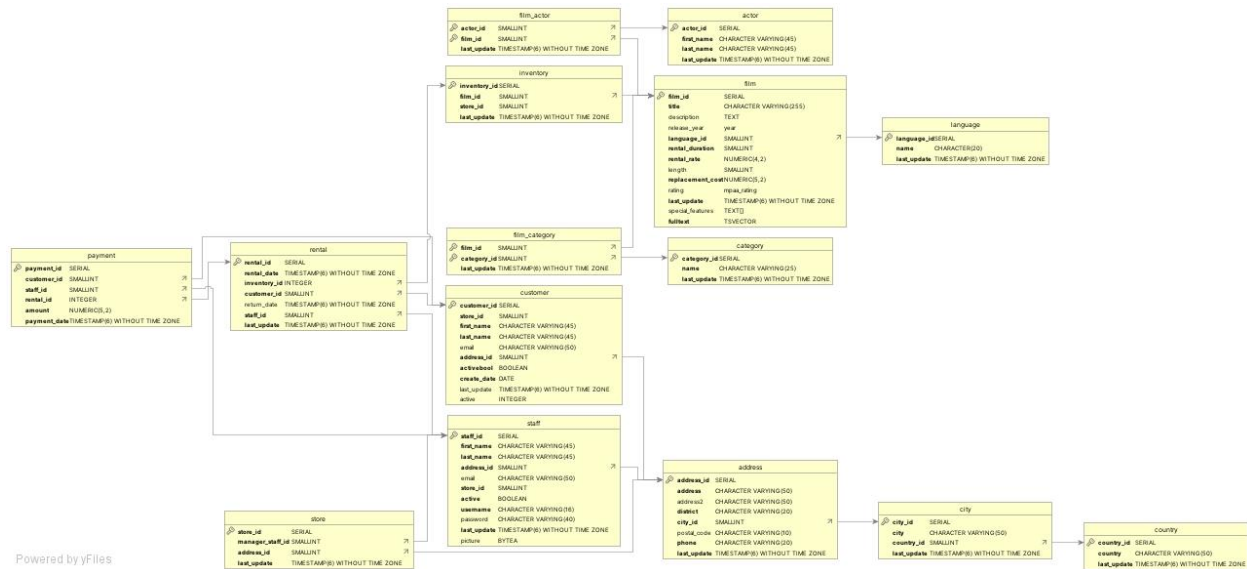 film_actor
actor_id SMALLINT
film_id SMALLINT
last_update TIMESTAMP(6) WITHOUT TIME ZONE
actor
actor_id SERIAL
first_name CHARACTER VARYING(45)
last_name CHARACTER VARYING(45)
last_update TIMESTAMP(6) WITHOUT TIME ZONE
inventory
inventory_id SERIAL
film_id SMALLINT
store_id SMALLINT
last_update TIMESTAMP(6) WITHOUT TIME ZONE
film
film_id SERIAL
title CHARACTER VARYING(255)
description TEXT
release_year year
language_id SMALLINT
rental_duration SMALLINT
rental_rate NUMERIC(4,2)
length SMALLINT
replacement_cost NUMERIC(5,2)
rating mpaa_rating
last_update TIMESTAMP(6) WITHOUT TIME ZONE
special_features TEXT[]
fulltext TSVECTOR
language
language_id SERIAL
name CHARACTER(20)
last_update TIMESTAMP(6) WITHOUT TIME ZONE
film_category
film_id SMALLINT
category_id SMALLINT
last_update TIMESTAMP(6) WITHOUT TIME ZONE
category
category_id SERIAL
name CHARACTER VARYING(25)
last_update TIMESTAMP(6) WITHOUT TIME ZONE
payment
payment_id SERIAL
customer_id SMALLINT
staff_id SMALLINT
rental_id INTEGER
amount NUMERIC(5,2)
payment_date TIMESTAMP(6) WITHOUT TIME ZONE
rental
rental_id SERIAL
rental_date TIMESTAMP(6) WITHOUT TIME ZONE
inventory_id INTEGER
customer_id SMALLINT
return_date TIMESTAMP(6) WITHOUT TIME ZONE
staff_id SMALLINT
last_update TIMESTAMP(6) WITHOUT TIME ZONE
customer
customer_id SERIAL
store_id SMALLINT
first_name CHARACTER VARYING(45)
last_name CHARACTER VARYING(45)
email CHARACTER VARYING(50)
address_id SMALLINT
activebool BOOLEAN
create_date DATE
last_update TIMESTAMP(6) WITHOUT TIME ZONE
active INTEGER
staff
staff_id SERIAL
first_name CHARACTER VARYING(45)
last_name CHARACTER VARYING(45)
address_id SMALLINT
email CHARACTER VARYING(50)
store_id SMALLINT
active BOOLEAN
username CHARACTER VARYING(16)
password CHARACTER VARYING(40)
last_update TIMESTAMP(6) WITHOUT TIME ZONE
picture BYTEA
store
store_id SERIAL
manager_staff_id SMALLINT
address_id SMALLINT
last_update TIMESTAMP(6) WITHOUT TIME ZONE
address
address_id SERIAL
address CHARACTER VARYING(50)
address2 CHARACTER VARYING(50)
district CHARACTER VARYING(20)
city_id SMALLINT
postal_code CHARACTER VARYING(10)
phone CHARACTER VARYING(20)
last_update TIMESTAMP(6) WITHOUT TIME ZONE
city
city_id SERIAL
city CHARACTER VARYING(50)
country_id SMALLINT
last_update TIMESTAMP(6) WITHOUT TIME ZONE
country
country_id SERIAL
country CHARACTER VARYING(50)
last_update TIMESTAMP(6) WITHOUT TIME ZONE
Powered by yFiles